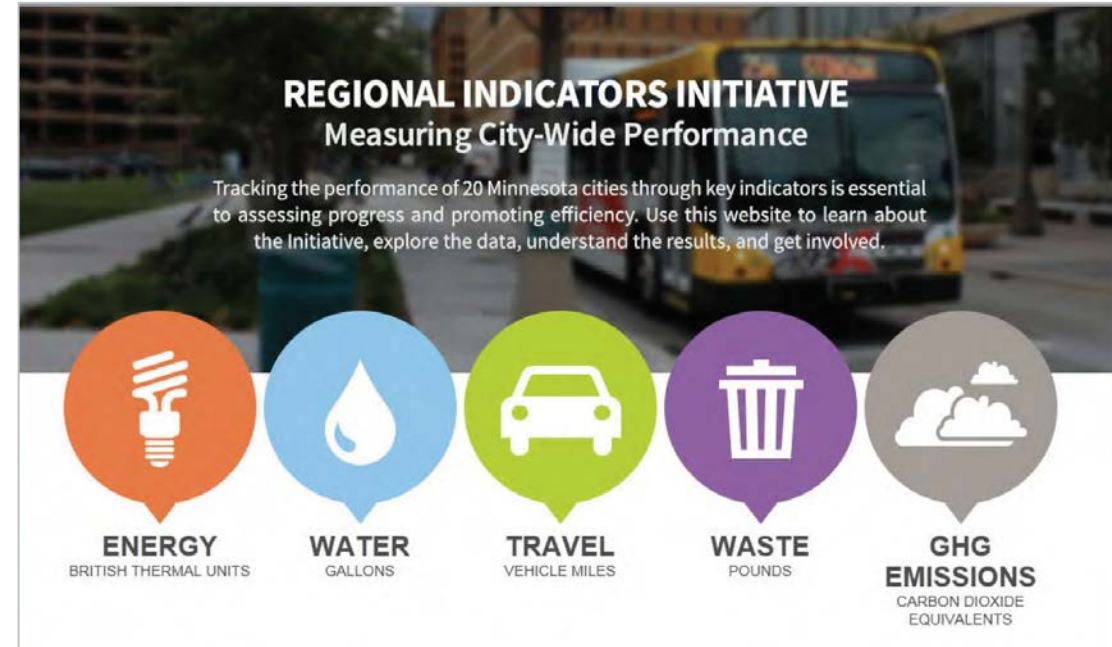 REGIONAL INDICATORS INITIATIVE
Measuring City-Wide Performance
Tracking the performance of 20 Minnesota cities through key indicators is essential
to assessing progress and promoting efficiency. Use this website to learn about
the Initiative, explore the data, understand the results, and get involved.
ENERGY
BRITISH THERMAL UNITS
WATER
GALLONS
TRAVEL
VEHICLE MILES
WASTE
POUNDS
GHG
EMISSIONS
CARBON DIOXIDE
EQUIVALENTS